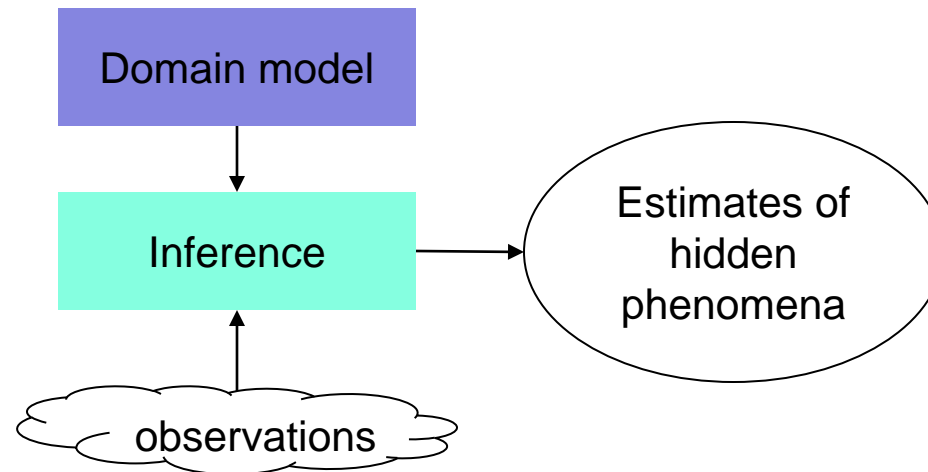 Domain model
Inference
Estimates of
hidden
phenomena
observations